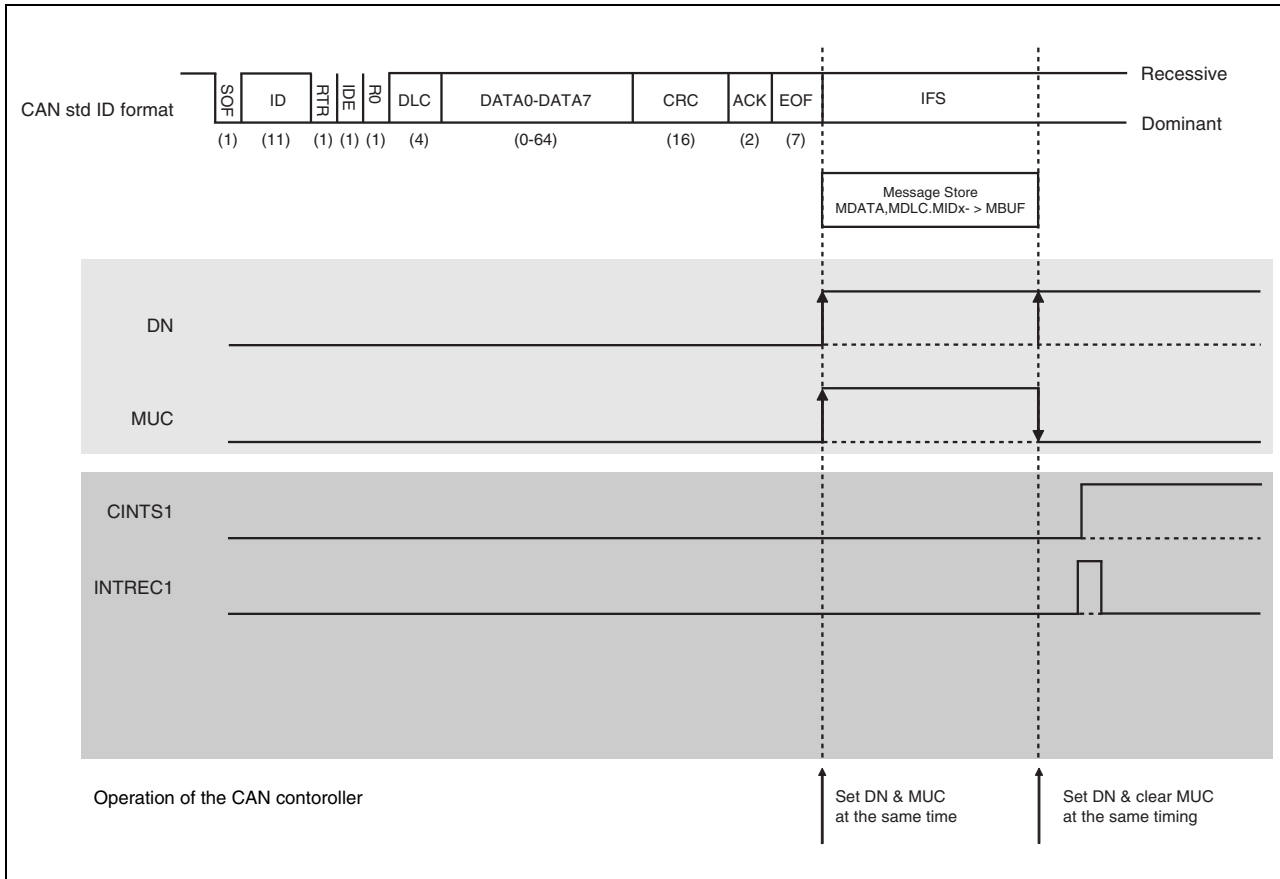 Recessive
CAN std ID format
SOF
ID
RTR
IDE
R0
DLC
DATA0-DATA7
CRC
ACK
EOF
IFS
Dominant
(1)
(11)
(1)
(1)
(1)
(4)
(0-64)
(16)
(2)
(7)
Message Store
MDATA,MDLC.MIDx- > MBUF
DN
MUC
CINTS1
INTREC1
Operation of the CAN contoroller
Set DN & MUC
at the same time
Set DN & clear MUC
at the same timing